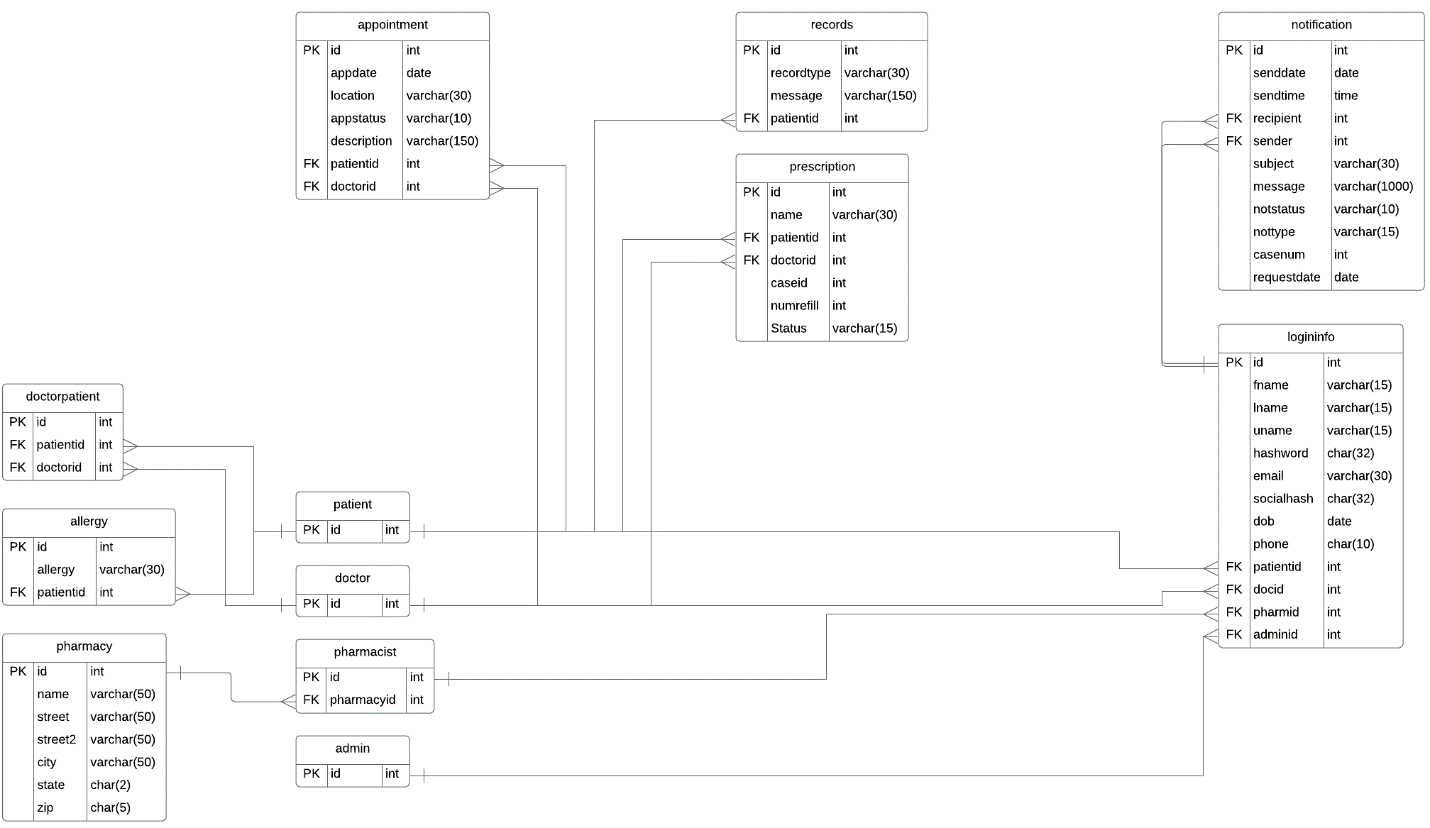 appointment
PK id int
appdate date
location varchar(30)
appstatus varchar(10)
description varchar(150)
FK patientid int
FK doctorid int
records
PK id int
recordtype varchar(30)
message varchar(150)
FK patientid int
prescription
PK id int
name varchar(30)
FK patientid int
FK doctorid int
caseid int
numrefill int
Status varchar(15)
notification
PK id int
senddate date
sendtime time
FK recipient int
FK sender int
subject varchar(30)
message varchar(1000)
notstatus varchar(10)
nottype varchar(15)
casenum int
requestdate date
logininfo
PK id int
fname varchar(15)
lname varchar(15)
uname varchar(15)
hashword char(32)
email varchar(30)
socialhash char(32)
dob date
phone char(10)
FK patientid int
FK docid int
FK pharmid int
FK adminid int
doctorpatient
PK id int
FK patientid int
FK doctorid int
allergy
PK id int
allergy varchar(30)
FK patientid int
pharmacy
PK id int
name varchar(50)
street varchar(50)
street2 varchar(50)
city varchar(50)
state char(2)
zip char(5)
patient
PK id int
doctor
PK id int
pharmacist
PK id int
FK pharmacyid int
admin
PK id int